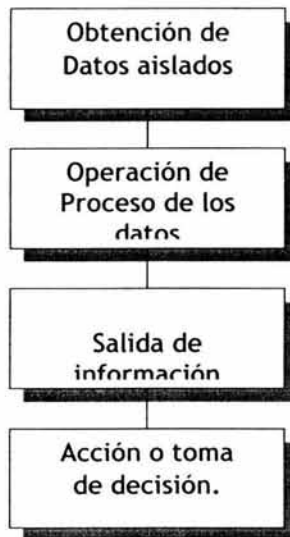 Obtención de
Datos aislados
Operación de
Proceso de los
datos
Salida de
información
Acción o toma
de decisión.